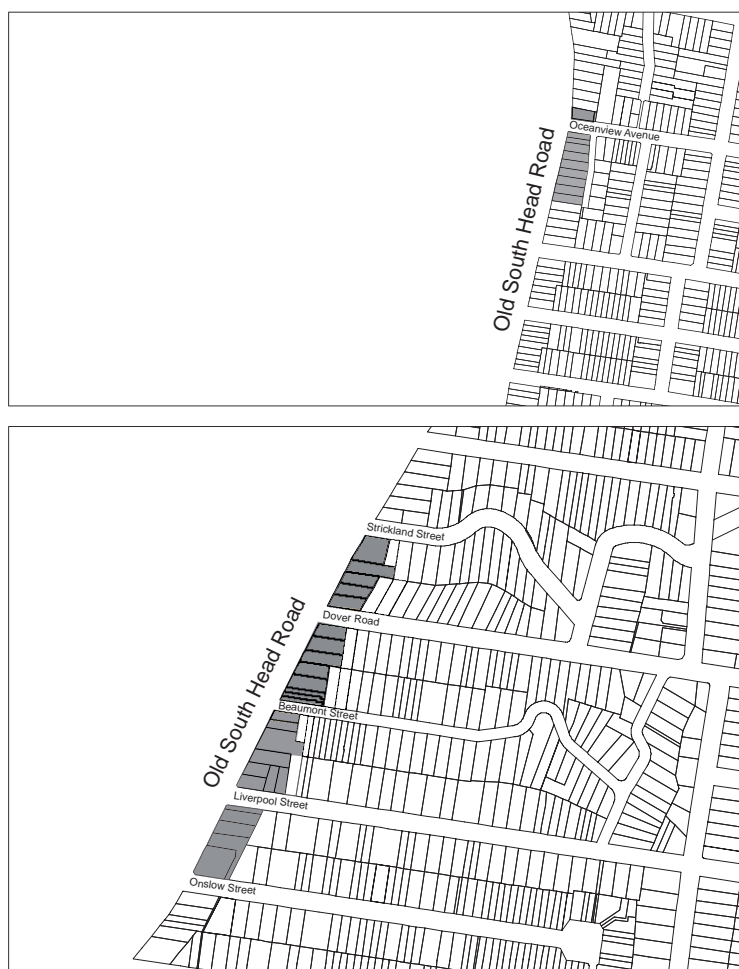 Oceanview Avenue
Old South Head Road
Strickland Street
Dover Road
Old South Head Road
Beaumont Street
Liverpool Street
Onslow Street